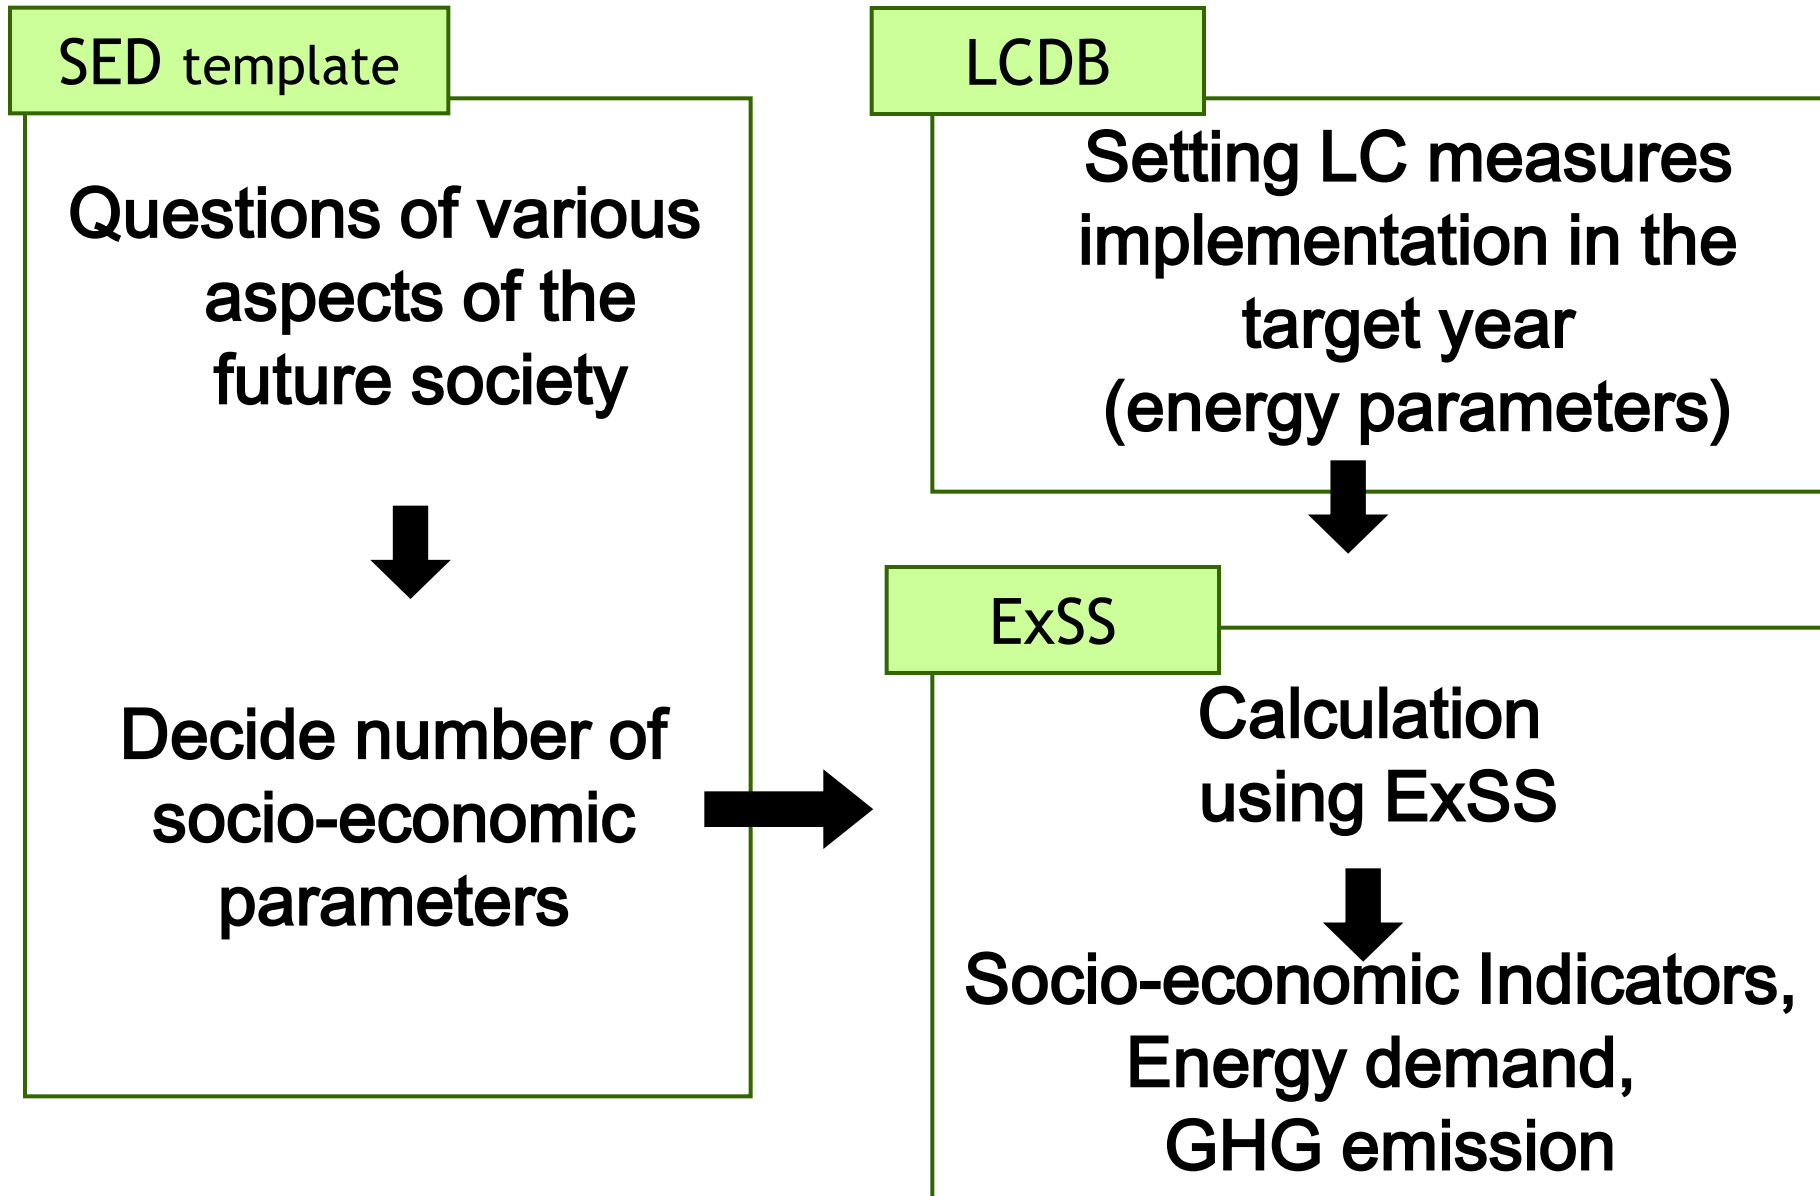 SED template
Questions of various
aspects of the
future society
Decide number of
socio-economic
parameters
LCDB
Setting LC measures
implementation in the
target year
(energy parameters)
ExSS
Calculation
using ExSS
Socio-economic Indicators,
Energy demand,
GHG emission